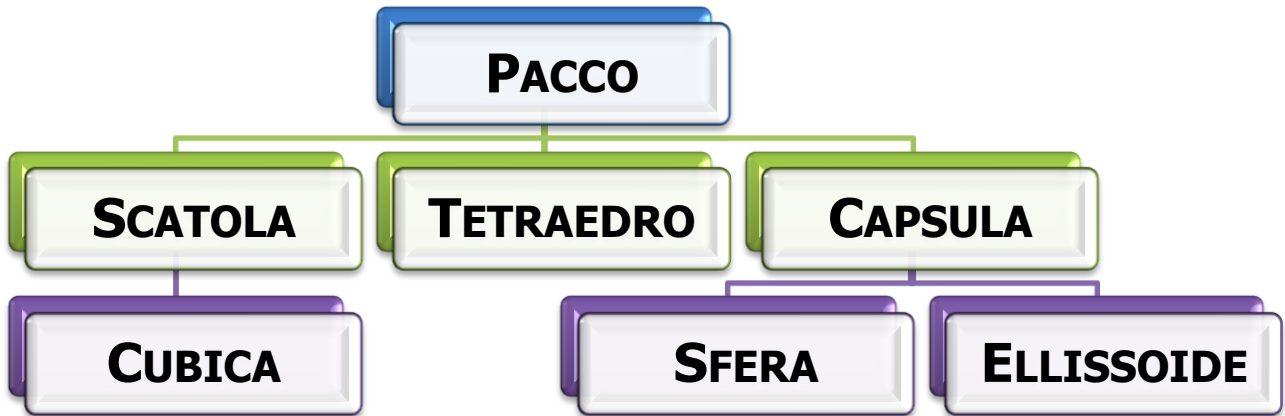 PACCO
SCATOLA TETRAEDRO CAPSULA
CUBICA SFERA ELLISSOIDE